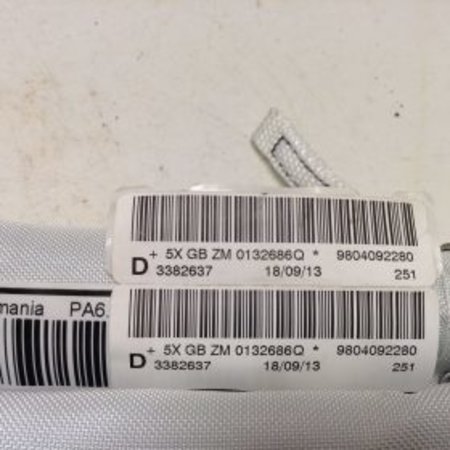 + 5X GB ZM 0132686Q * 9804092280
D 3382637 18/09/13 251
mania PA6.
+ 5X GB ZM 0132686Q * 9804092280
D 3382637 18/09/13 251